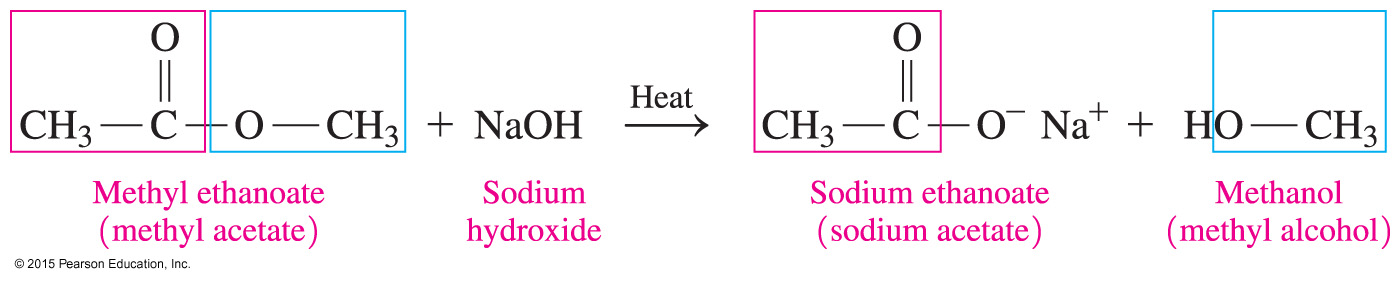 O O
CH₃—C—O—CH₃ + NaOH Heat CH₃—C—O⁻ Na⁺ + HO—CH₃
Methyl ethanoate Sodium Sodium ethanoate Methanol
(methyl acetate) hydroxide (sodium acetate) (methyl alcohol)
© 2015 Pearson Education, Inc.